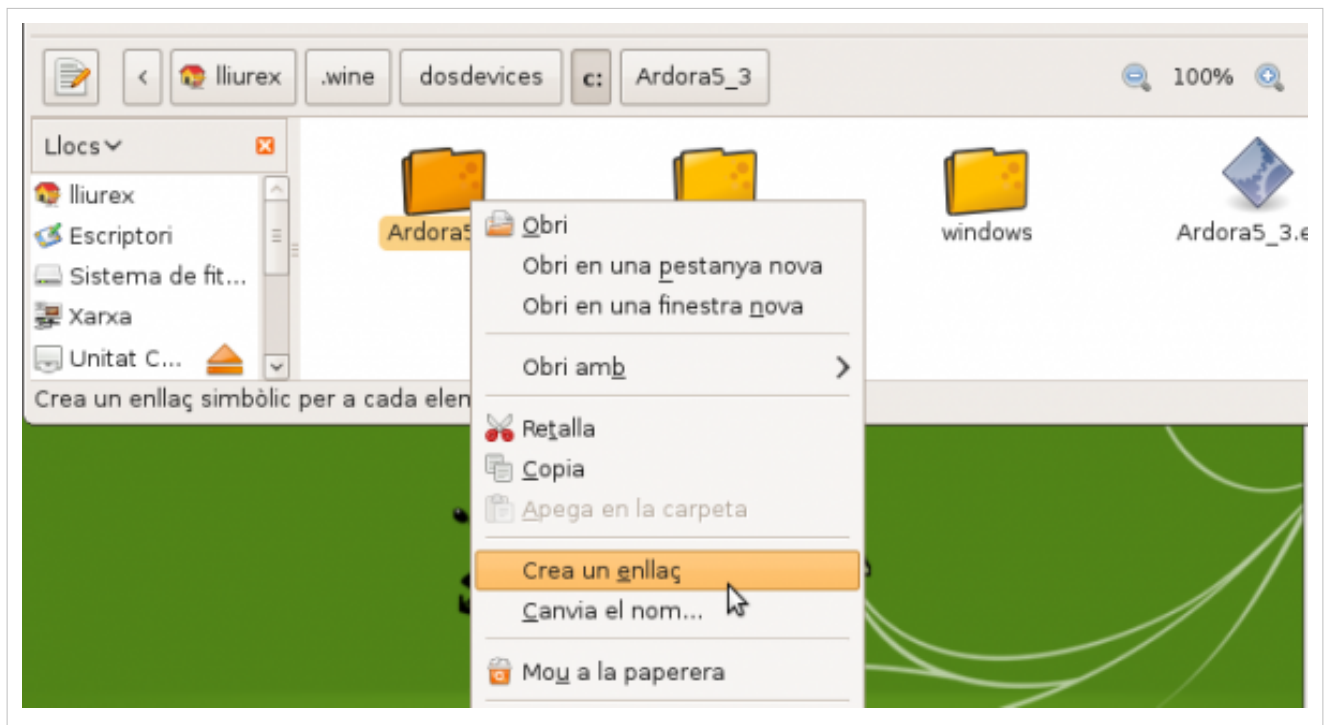 lliurex .wine dosdevices c: Ardora5_3 100%
Llocs
lliurex
Escriptori
Sistema de fit...
Xarxa
Unitat C...
Crea un enllaç simbòlic per a cada elen
windows
Ardora5_3.e
Obri
Obri en una pestanya nova
Obri en una finestra nova
Obri amb
Retalla
Copia
Apega en la carpeta
Crea un enllaç
Canvia el nom...
Mou a la paperera